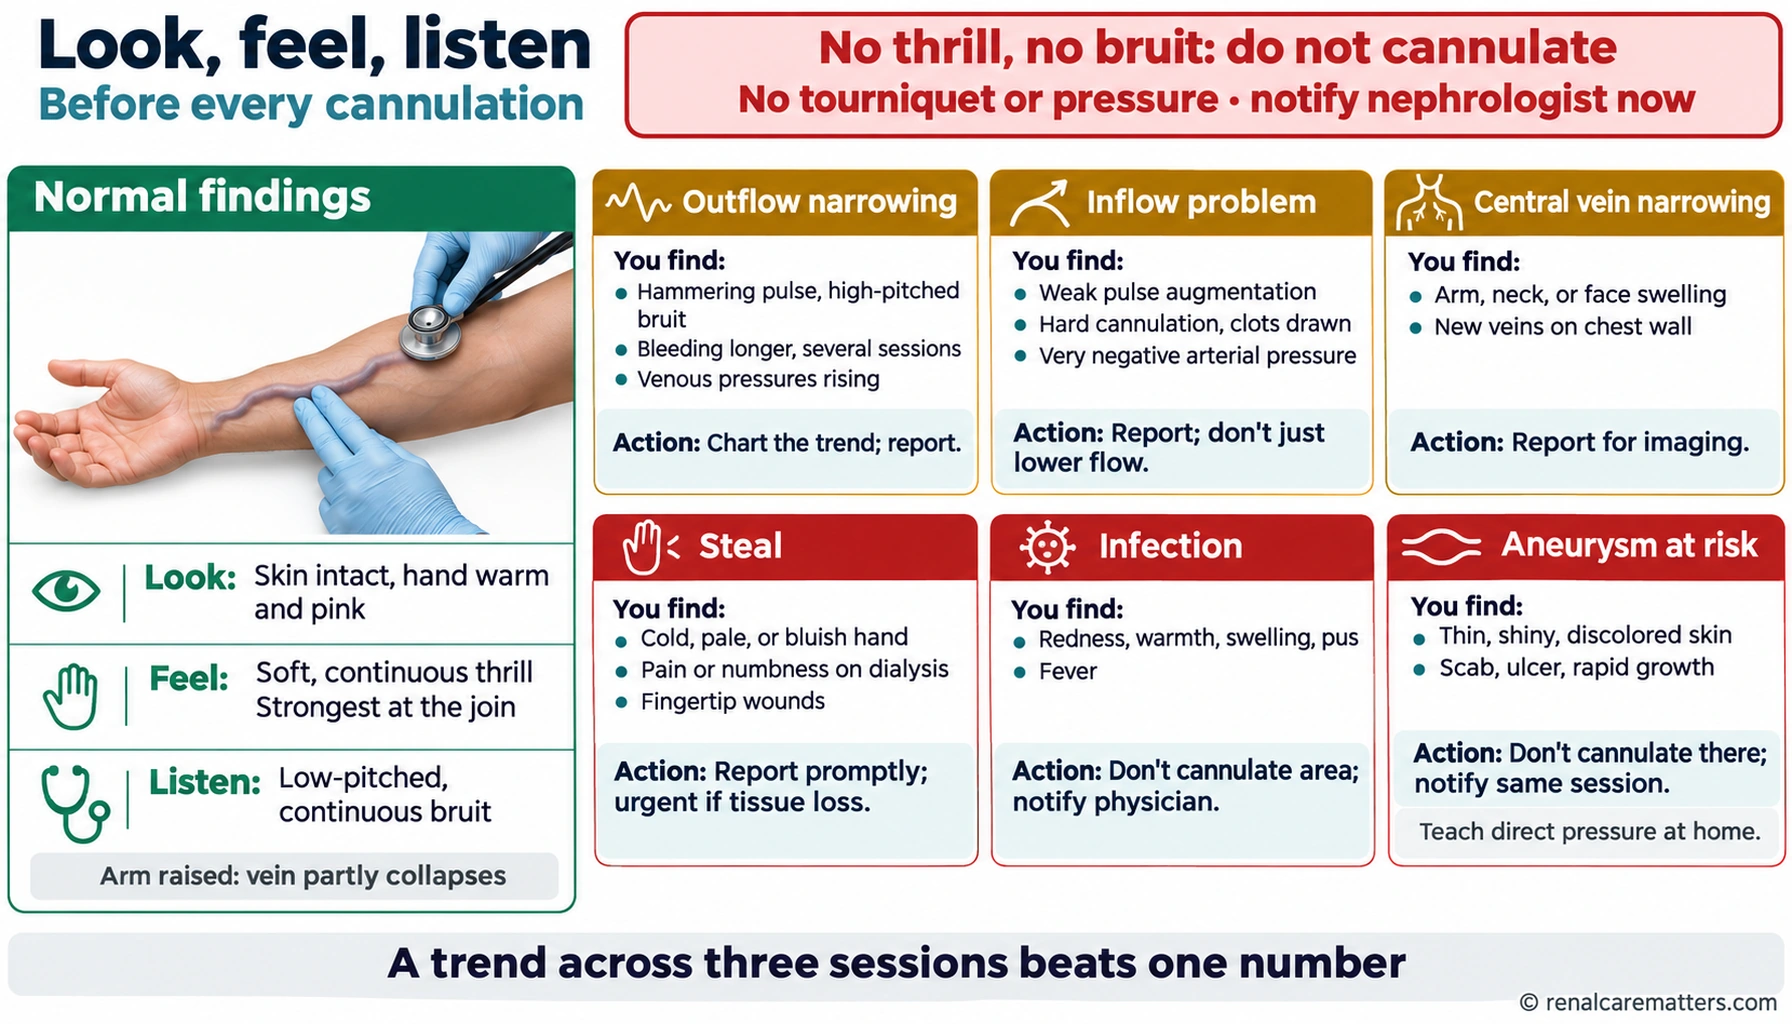 Look, feel, listen
Before every cannulation
No thrill, no bruit: do not cannulate
No tourniquet or pressure · notify nephrologist now
Normal findings
Look: Skin intact, hand warm
and pink
Feel: Soft, continuous thrill
Strongest at the join
Listen: Low-pitched,
continuous bruit
Arm raised: vein partly collapses
Outflow narrowing
You find:
• Hammering pulse, high-pitched
bruit
• Bleeding longer, several sessions
• Venous pressures rising
Action: Chart the trend; report.
Inflow problem
You find:
• Weak pulse augmentation
• Hard cannulation, clots drawn
• Very negative arterial pressure
Action: Report; don't just
lower flow.
Central vein narrowing
You find:
• Arm, neck, or face swelling
• New veins on chest wall
Action: Report for imaging.
Steal
You find:
• Cold, pale, or bluish hand
• Pain or numbness on dialysis
• Fingertip wounds
Action: Report promptly;
urgent if tissue loss.
Infection
You find:
• Redness, warmth, swelling, pus
• Fever
Action: Don't cannulate area;
notify physician.
Aneurysm at risk
You find:
• Thin, shiny, discolored skin
• Scab, ulcer, rapid growth
Action: Don't cannulate there;
notify same session.
Teach direct pressure at home.
A trend across three sessions beats one number
© renalcarematters.com